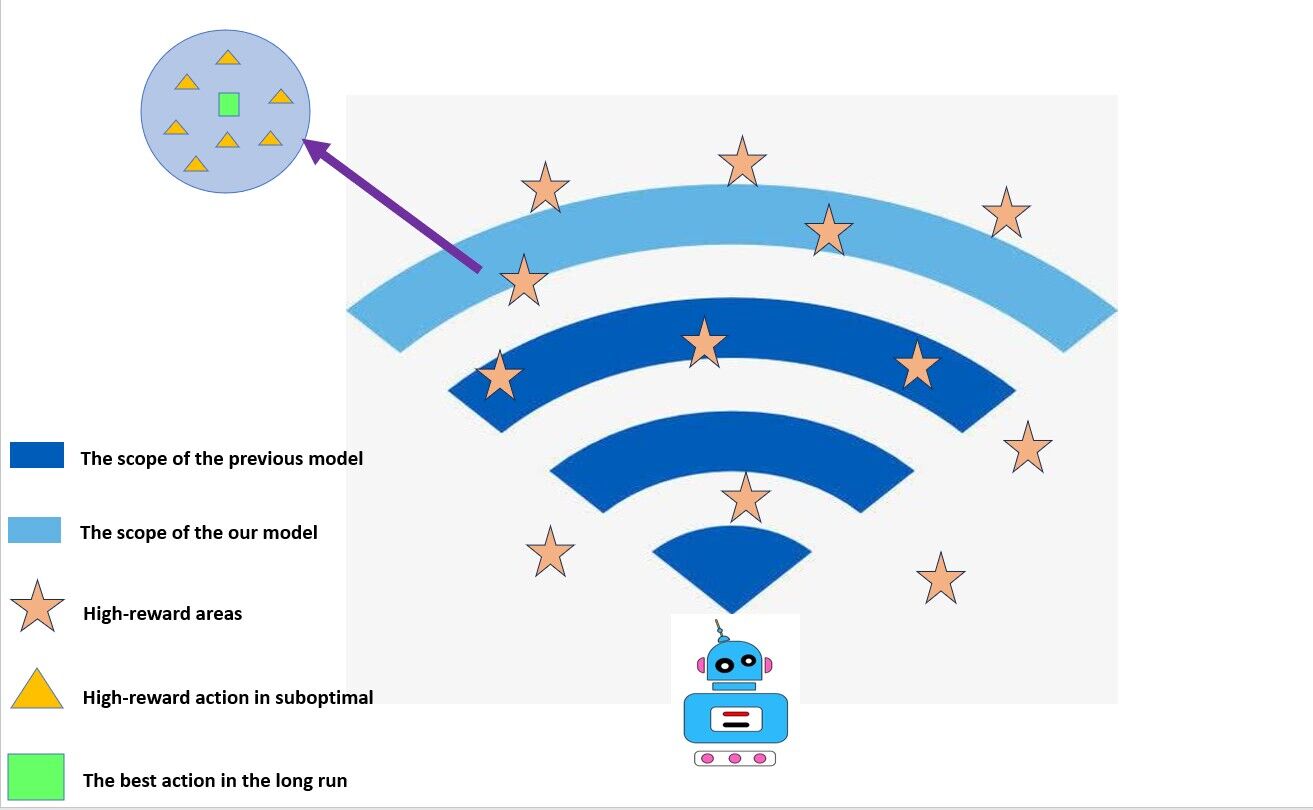 The scope of the previous model
The scope of the our model
High-reward areas
High-reward action in suboptimal
The best action in the long run